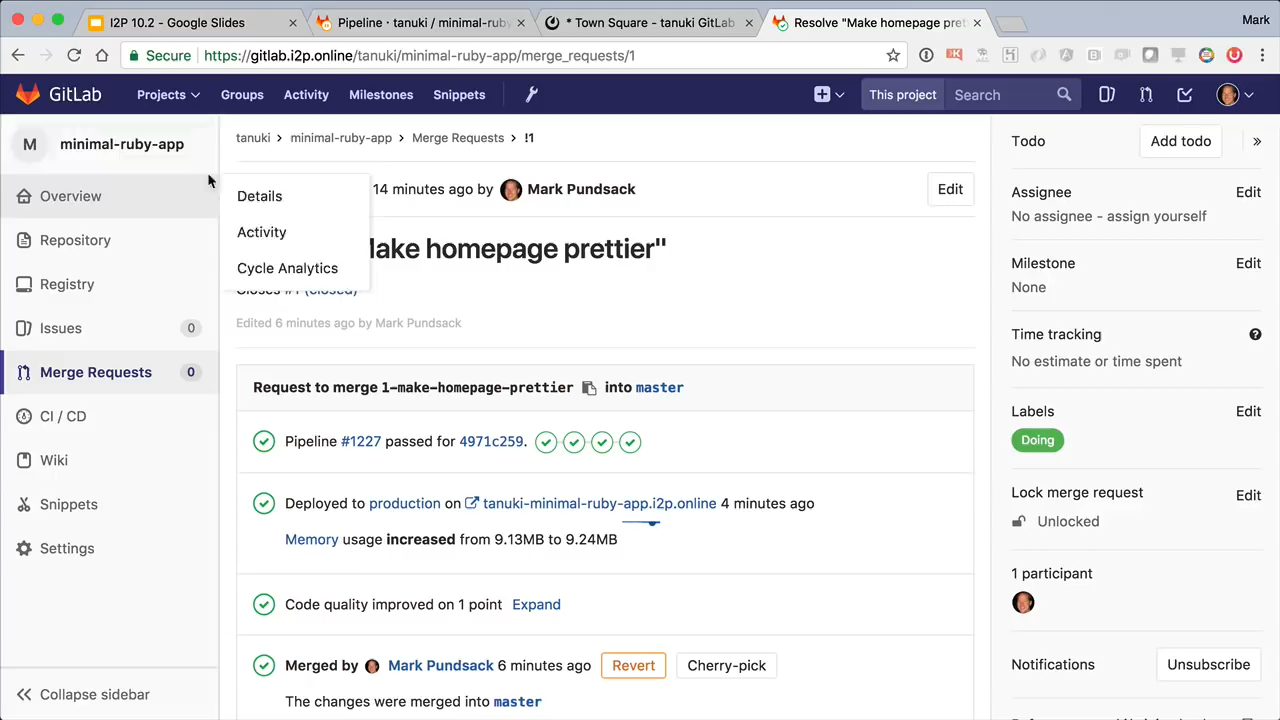 I2P 10.2 - Google Slides
Pipeline · tanuki / minimal-ruby
* Town Square - tanuki GitLab
Resolve "Make homepage pret
Mark
Secure
https://gitlab.i2p.online/tanuki/minimal-ruby-app/merge_requests/1
GitLab
Projects
Groups
Activity
Milestones
Snippets
This project
Search
M
minimal-ruby-app
Overview
Repository
Registry
Issues
0
Merge Requests
0
CI / CD
Wiki
Snippets
Settings
Collapse sidebar
Details
Activity
Cycle Analytics
tanuki > minimal-ruby-app > Merge Requests > !1
14 minutes ago by Mark Pundsack
Edit
Make homepage prettier"
Closes #1 (closed)
Edited 6 minutes ago by Mark Pundsack
Request to merge 1-make-homepage-prettier into master
Pipeline #1227 passed for 4971c259.
Deployed to production on tanuki-minimal-ruby-app.i2p.online 4 minutes ago
Memory usage increased from 9.13MB to 9.24MB
Code quality improved on 1 point Expand
Merged by Mark Pundsack 6 minutes ago Revert Cherry-pick
The changes were merged into master
Todo
Add todo
Assignee
Edit
No assignee - assign yourself
Milestone
Edit
None
Time tracking
No estimate or time spent
Labels
Edit
Doing
Lock merge request
Edit
Unlocked
1 participant
Notifications
Unsubscribe